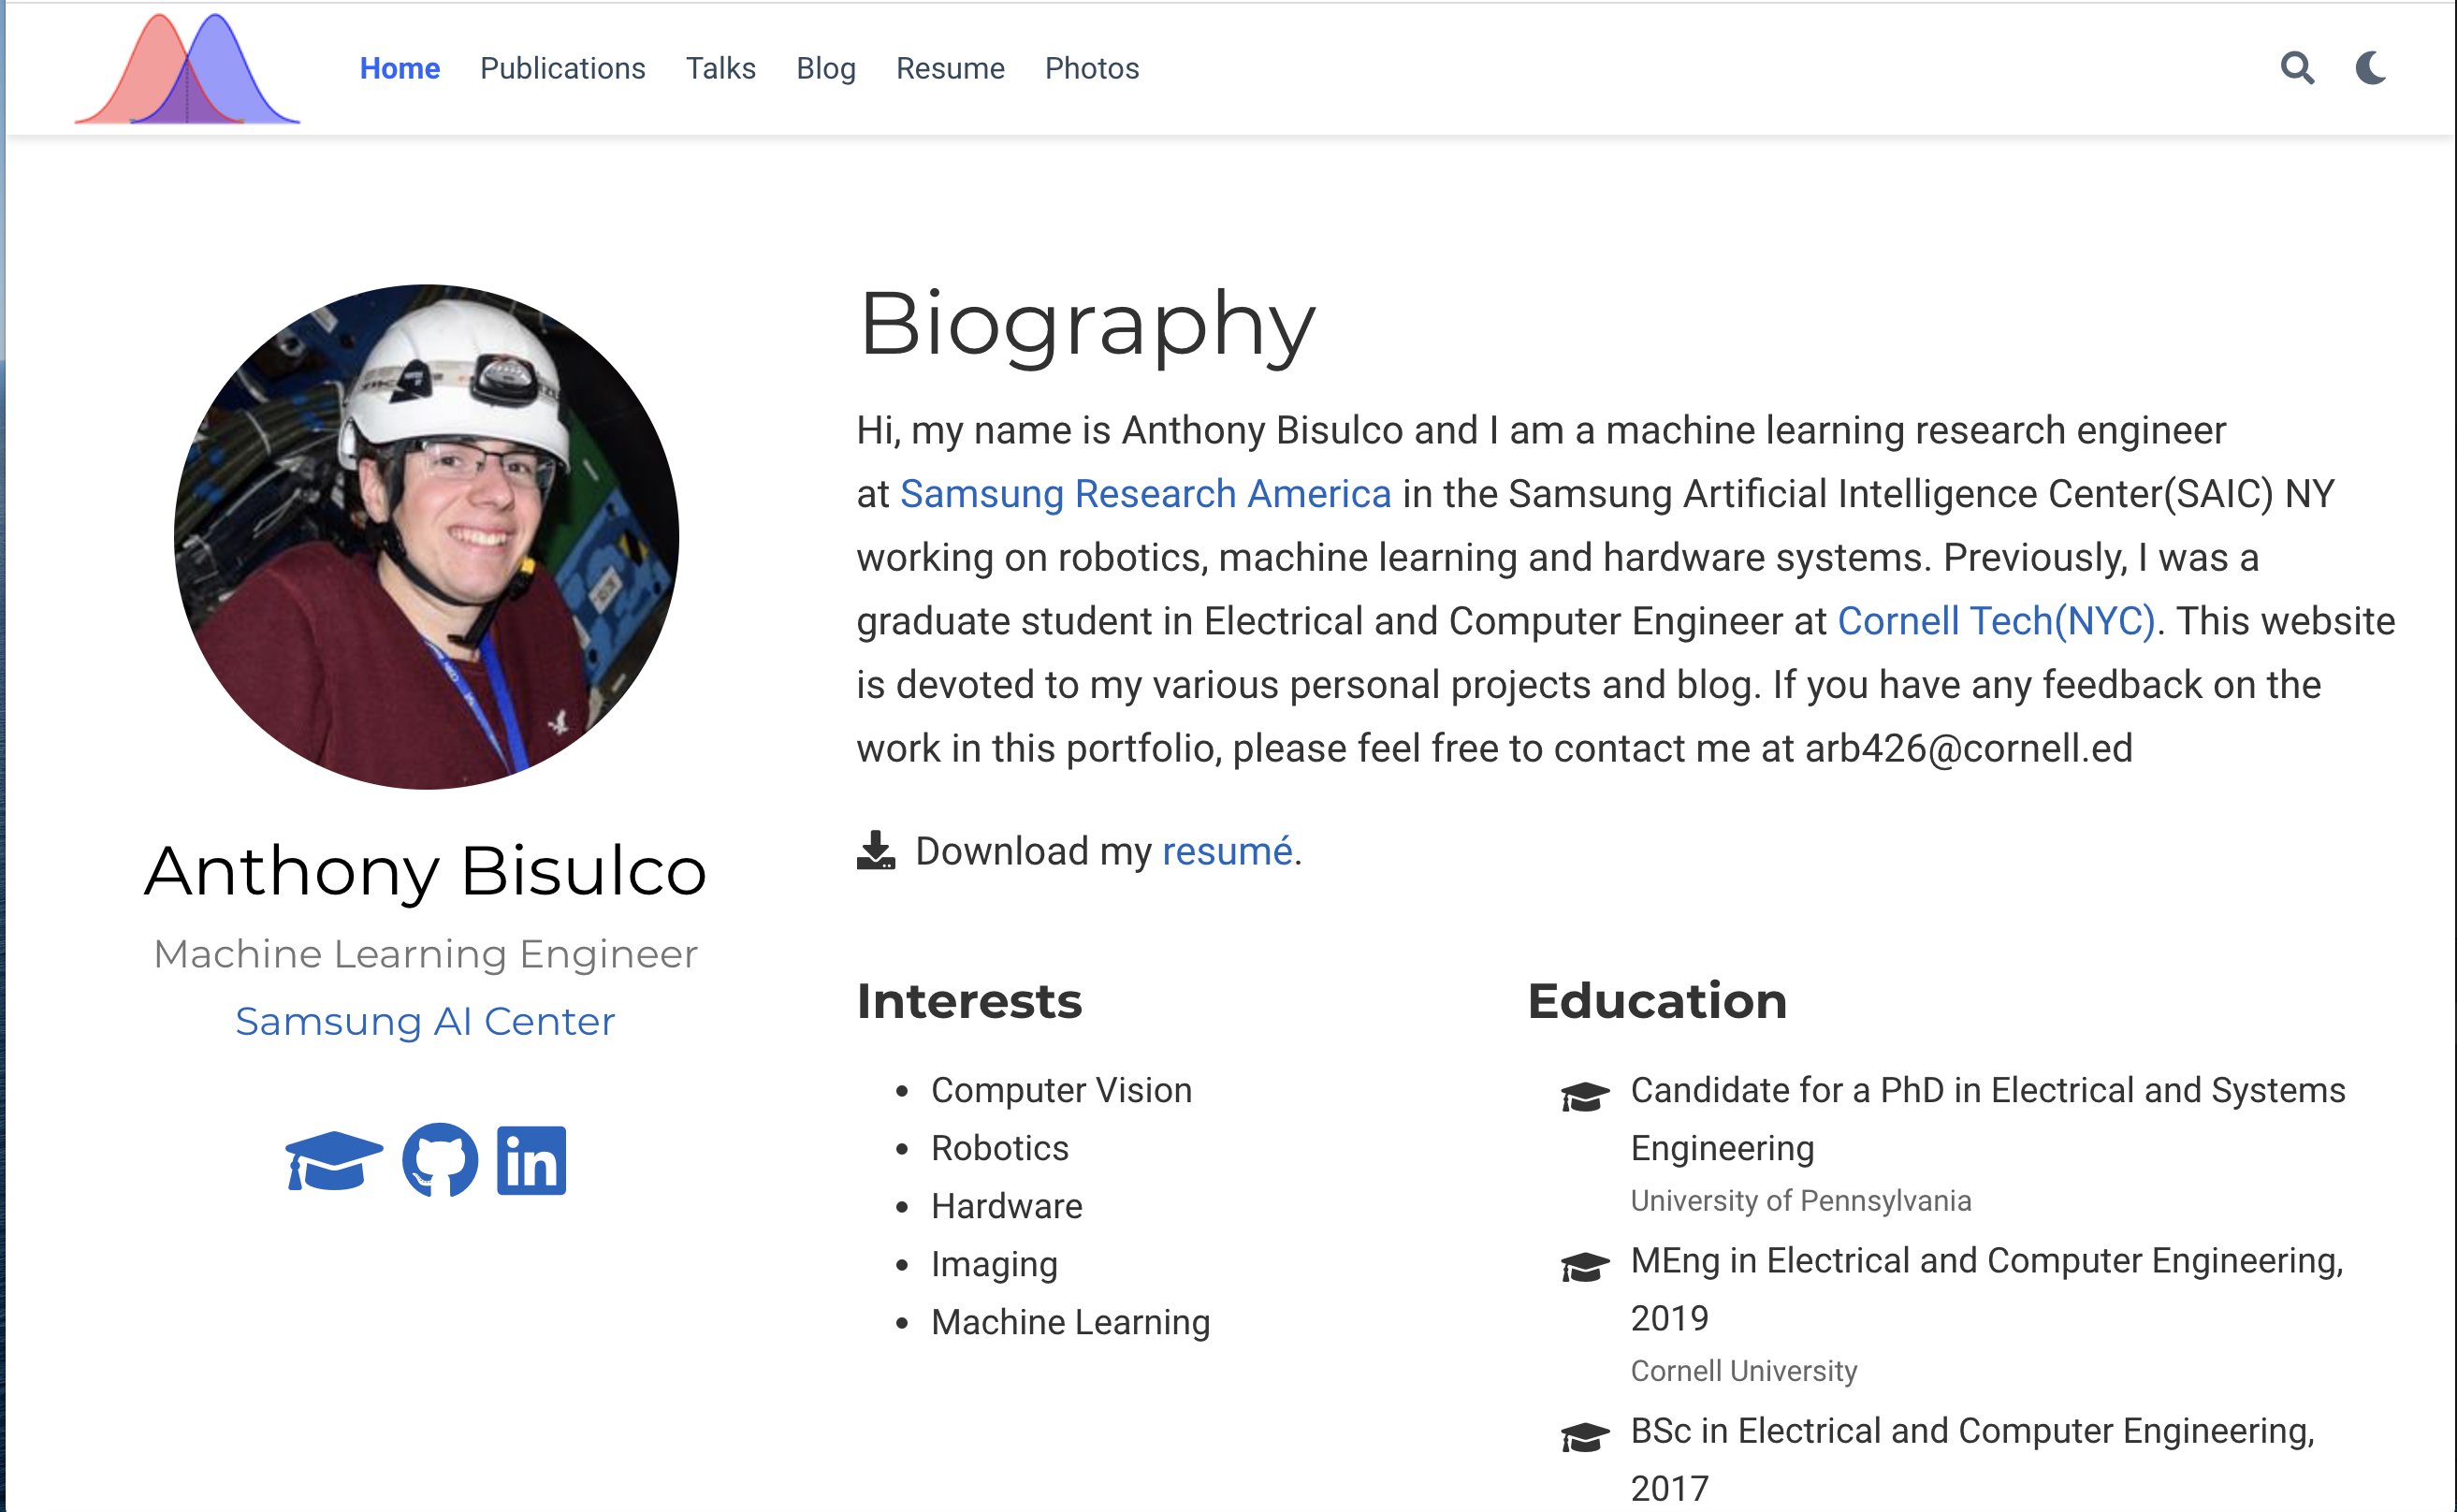 Home Publications Talks Blog Resume Photos
Anthony Bisulco
Machine Learning Engineer
Samsung AI Center
Biography
Hi, my name is Anthony Bisulco and I am a machine learning research engineer
at Samsung Research America in the Samsung Artificial Intelligence Center(SAIC) NY
working on robotics, machine learning and hardware systems. Previously, I was a
graduate student in Electrical and Computer Engineer at Cornell Tech(NYC). This website
is devoted to my various personal projects and blog. If you have any feedback on the
work in this portfolio, please feel free to contact me at arb426@cornell.ed
Download my resumé.
Interests
Computer Vision
Robotics
Hardware
Imaging
Machine Learning
Education
Candidate for a PhD in Electrical and Systems
Engineering
University of Pennsylvania
MEng in Electrical and Computer Engineering,
2019
Cornell University
BSc in Electrical and Computer Engineering,
2017